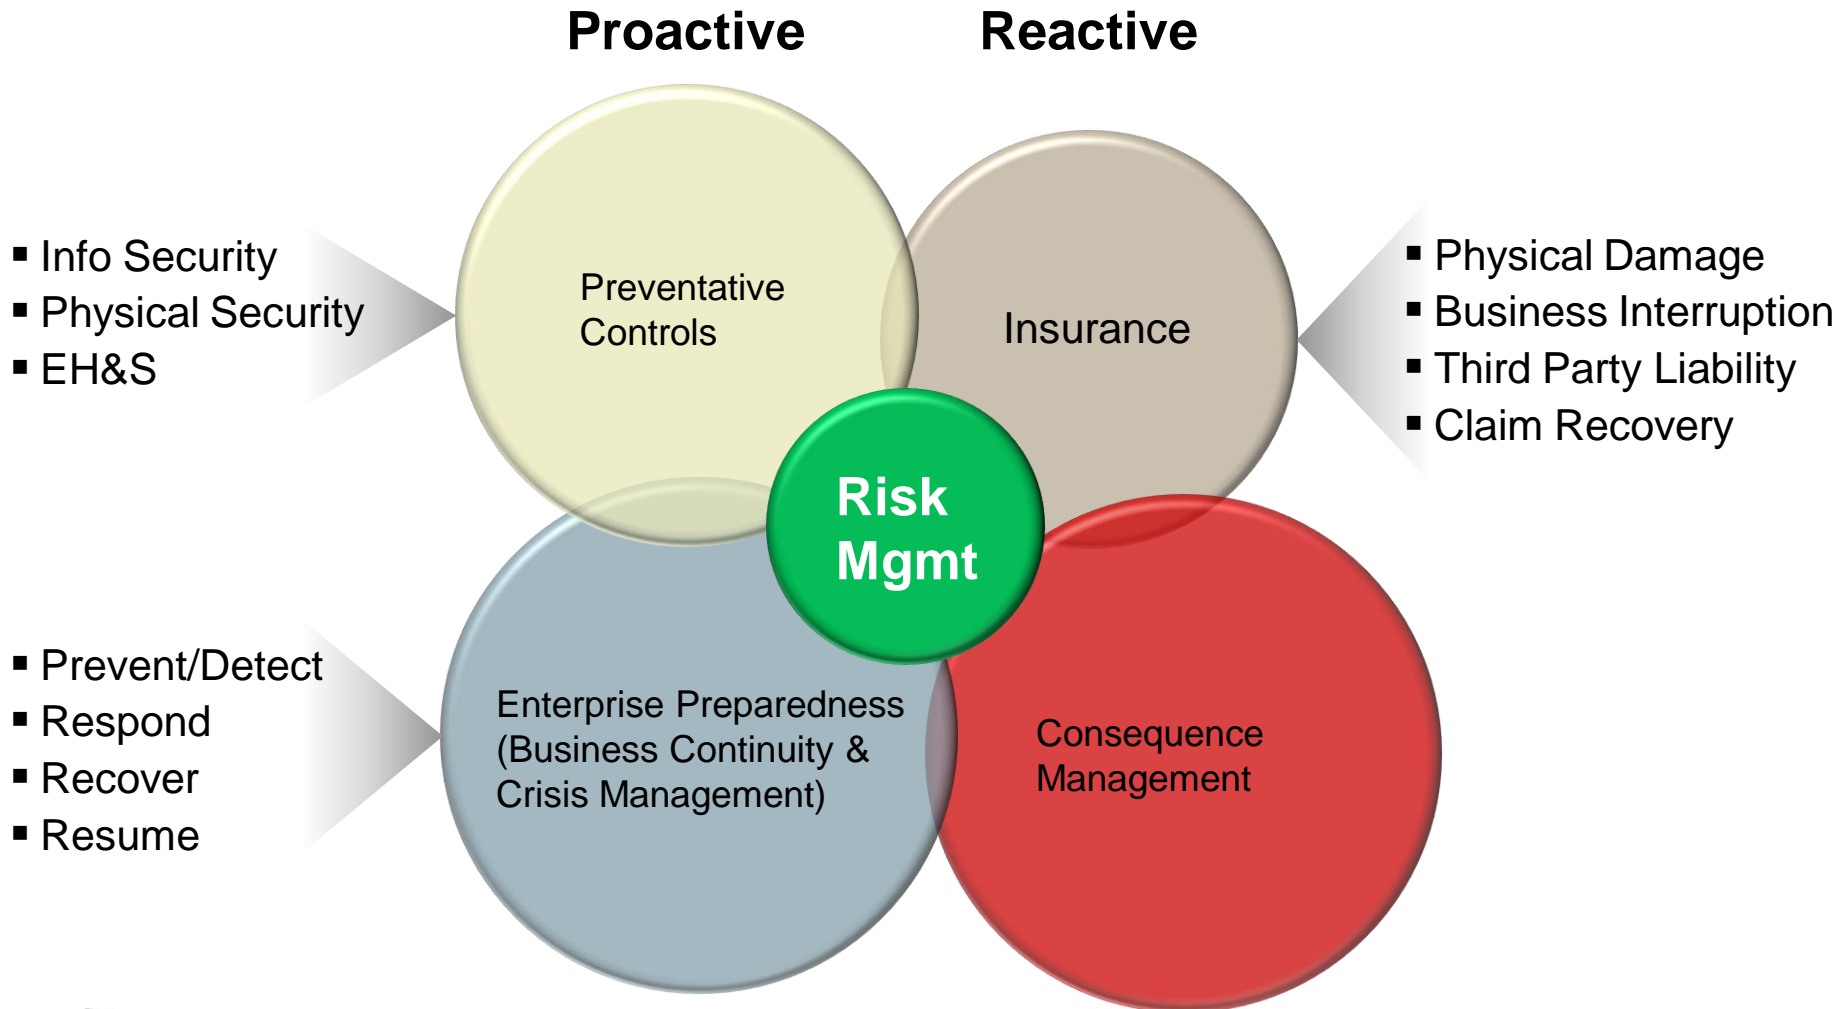 Proactive
Reactive
▪ Info Security
▪ Physical Security
▪ EH&S
Preventative
Controls
Insurance
▪ Physical Damage
▪ Business Interruption
▪ Third Party Liability
▪ Claim Recovery
Risk
Mgmt
▪ Prevent/Detect
▪ Respond
▪ Recover
▪ Resume
Enterprise Preparedness
(Business Continuity &
Crisis Management)
Consequence
Management